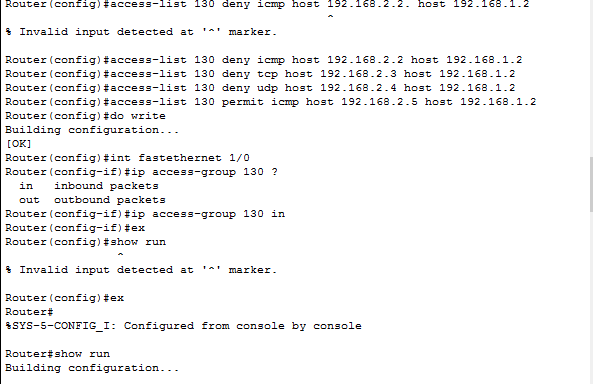 Router(config)#access-list 130 deny icmp host 192.168.2.2. host 192.168.1.2
^
% Invalid input detected at '^' marker.
Router(config)#access-list 130 deny icmp host 192.168.2.2 host 192.168.1.2
Router(config)#access-list 130 deny tcp host 192.168.2.3 host 192.168.1.2
Router(config)#access-list 130 deny udp host 192.168.2.4 host 192.168.1.2
Router(config)#access-list 130 permit icmp host 192.168.2.5 host 192.168.1.2
Router(config)#do write
Building configuration...
[OK]
Router(config)#int fastethernet 1/0
Router(config-if)#ip access-group 130 ?
in inbound packets
out outbound packets
Router(config-if)#ip access-group 130 in
Router(config-if)#ex
Router(config)#show run
^
% Invalid input detected at '^' marker.
Router(config)#ex
Router#
%SYS-5-CONFIG_I: Configured from console by console
Router#show run
Building configuration...